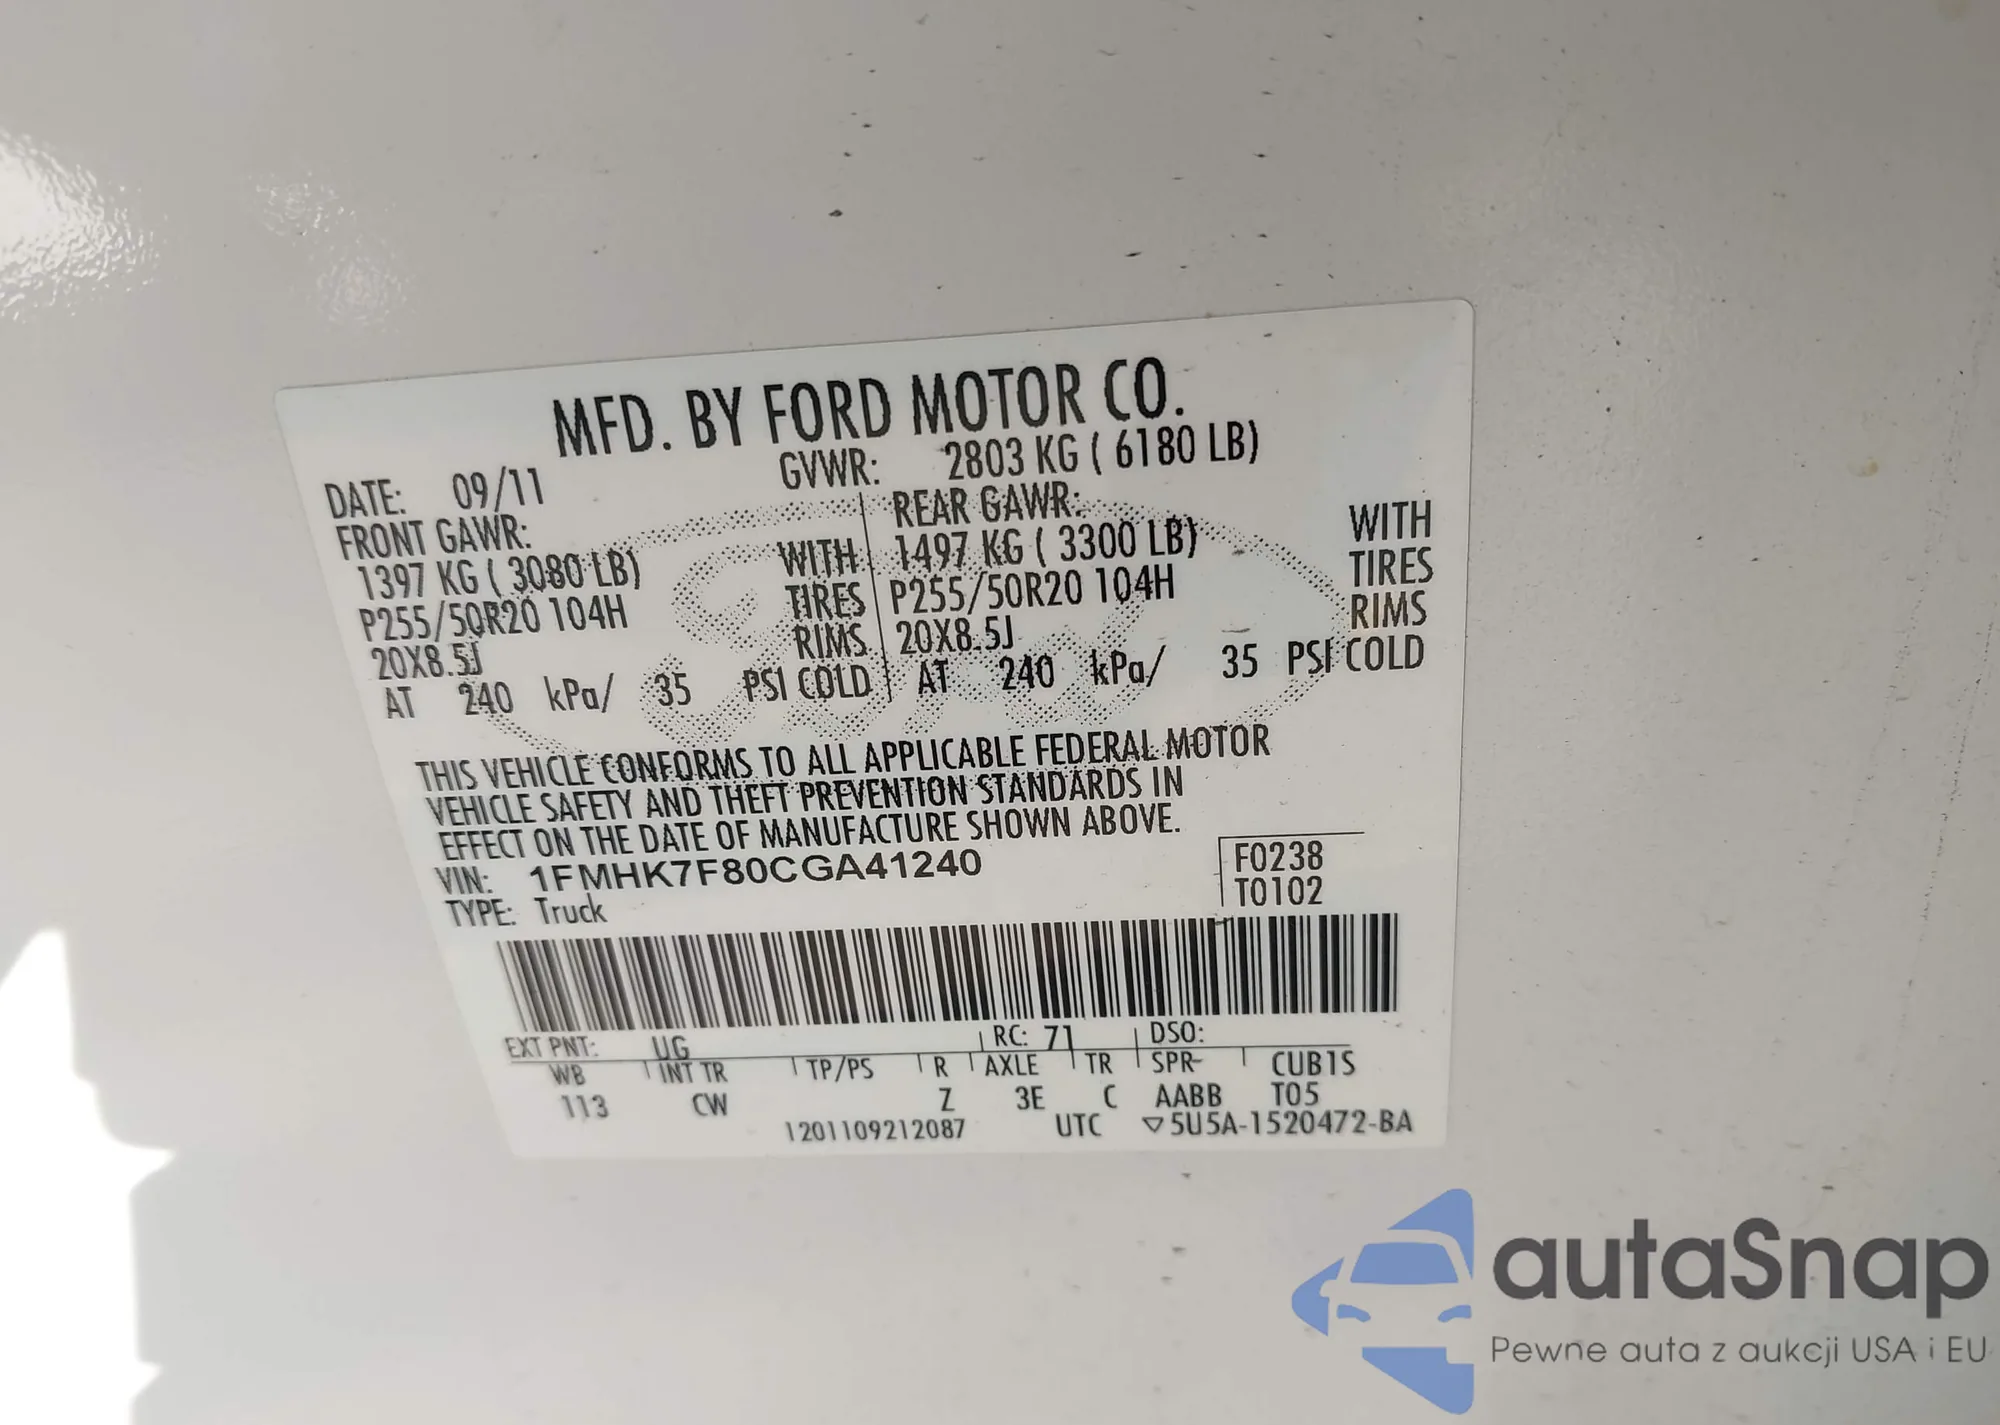 MFD. BY FORD MOTOR CO.
DATE: 09/11 GVWR: 2803 KG ( 6180 LB)
FRONT GAWR: REAR GAWR:
1397 KG ( 3080 LB) WITH 1497 KG ( 3300 LB) WITH
P255/50R20 104H TIRES P255/50R20 104H TIRES
20X8.5J RIMS 20X8.5J RIMS
AT 240 kPa/ 35 PSI COLD AT 240 kPa/ 35 PSI COLD
THIS VEHICLE CONFORMS TO ALL APPLICABLE FEDERAL MOTOR
VEHICLE SAFETY AND THEFT PREVENTION STANDARDS IN
EFFECT ON THE DATE OF MANUFACTURE SHOWN ABOVE.
VIN: 1FMHK7F80CGA41240 F0238
TYPE: Truck T0102
EXT PNT: UG RC: 71 DSO:
WB INT TR TP/PS R AXLE TR SPR CUB1S
113 CW Z 3E C AABB T05
1201109212087 UTC ▽5U5A-1520472-BA
autaSnap
Pewne auta z aukcji USA i EU